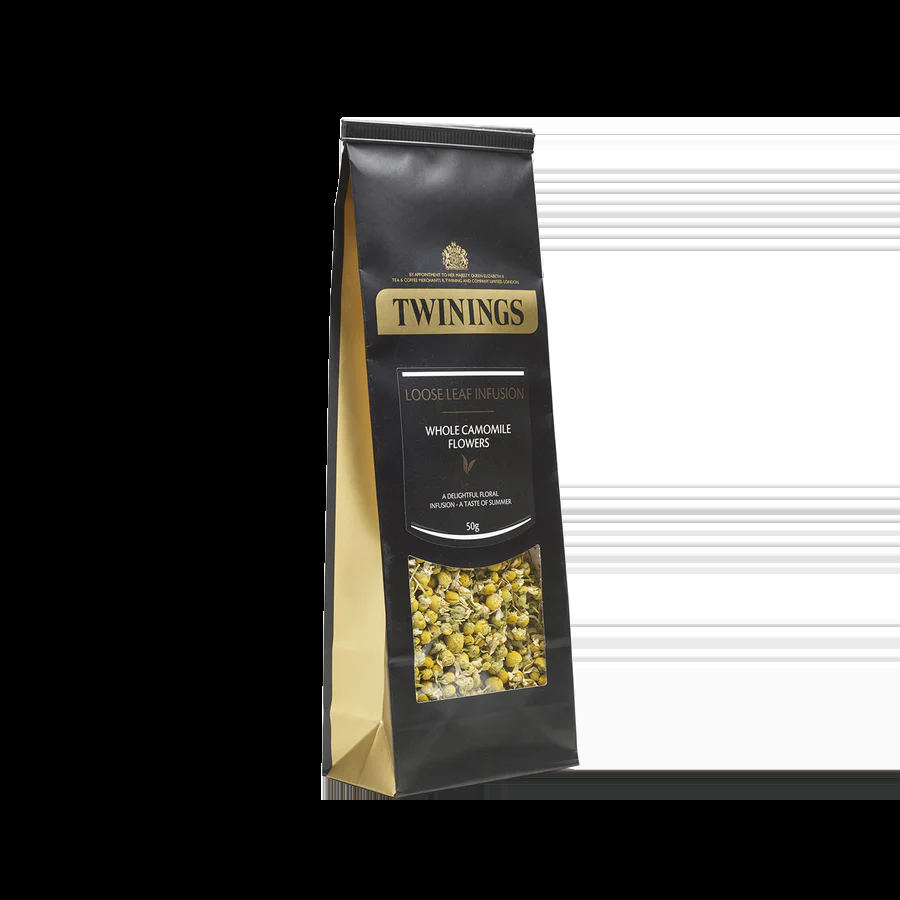 BY APPOINTMENT TO HER MAJESTY QUEEN ELIZABETH II
TEA & COFFEE MERCHANTS R. TWINING AND COMPANY LIMITED, LONDON
TWININGS
LOOSE LEAF INFUSION
WHOLE CAMOMILE
FLOWERS
A DELIGHTFUL FLORAL
INFUSION - A TASTE OF SUMMER
50g